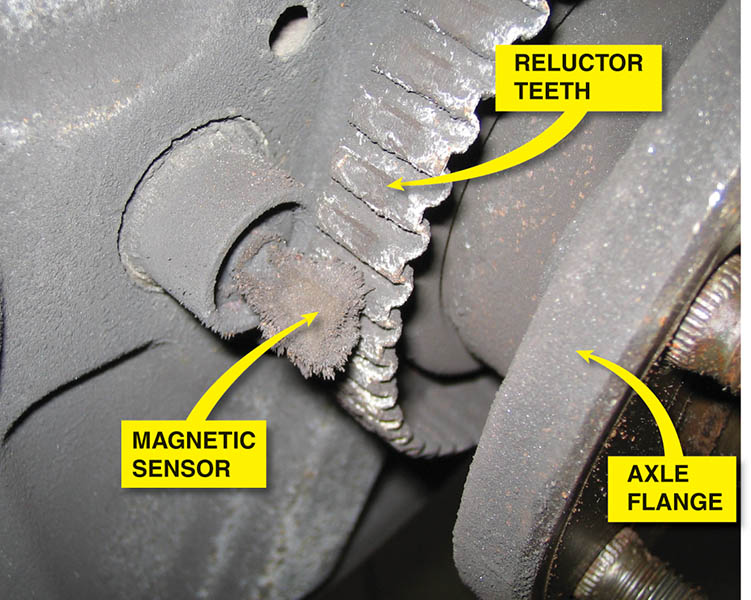 RELUCTOR
TEETH
MAGNETIC
SENSOR
AXLE
FLANGE